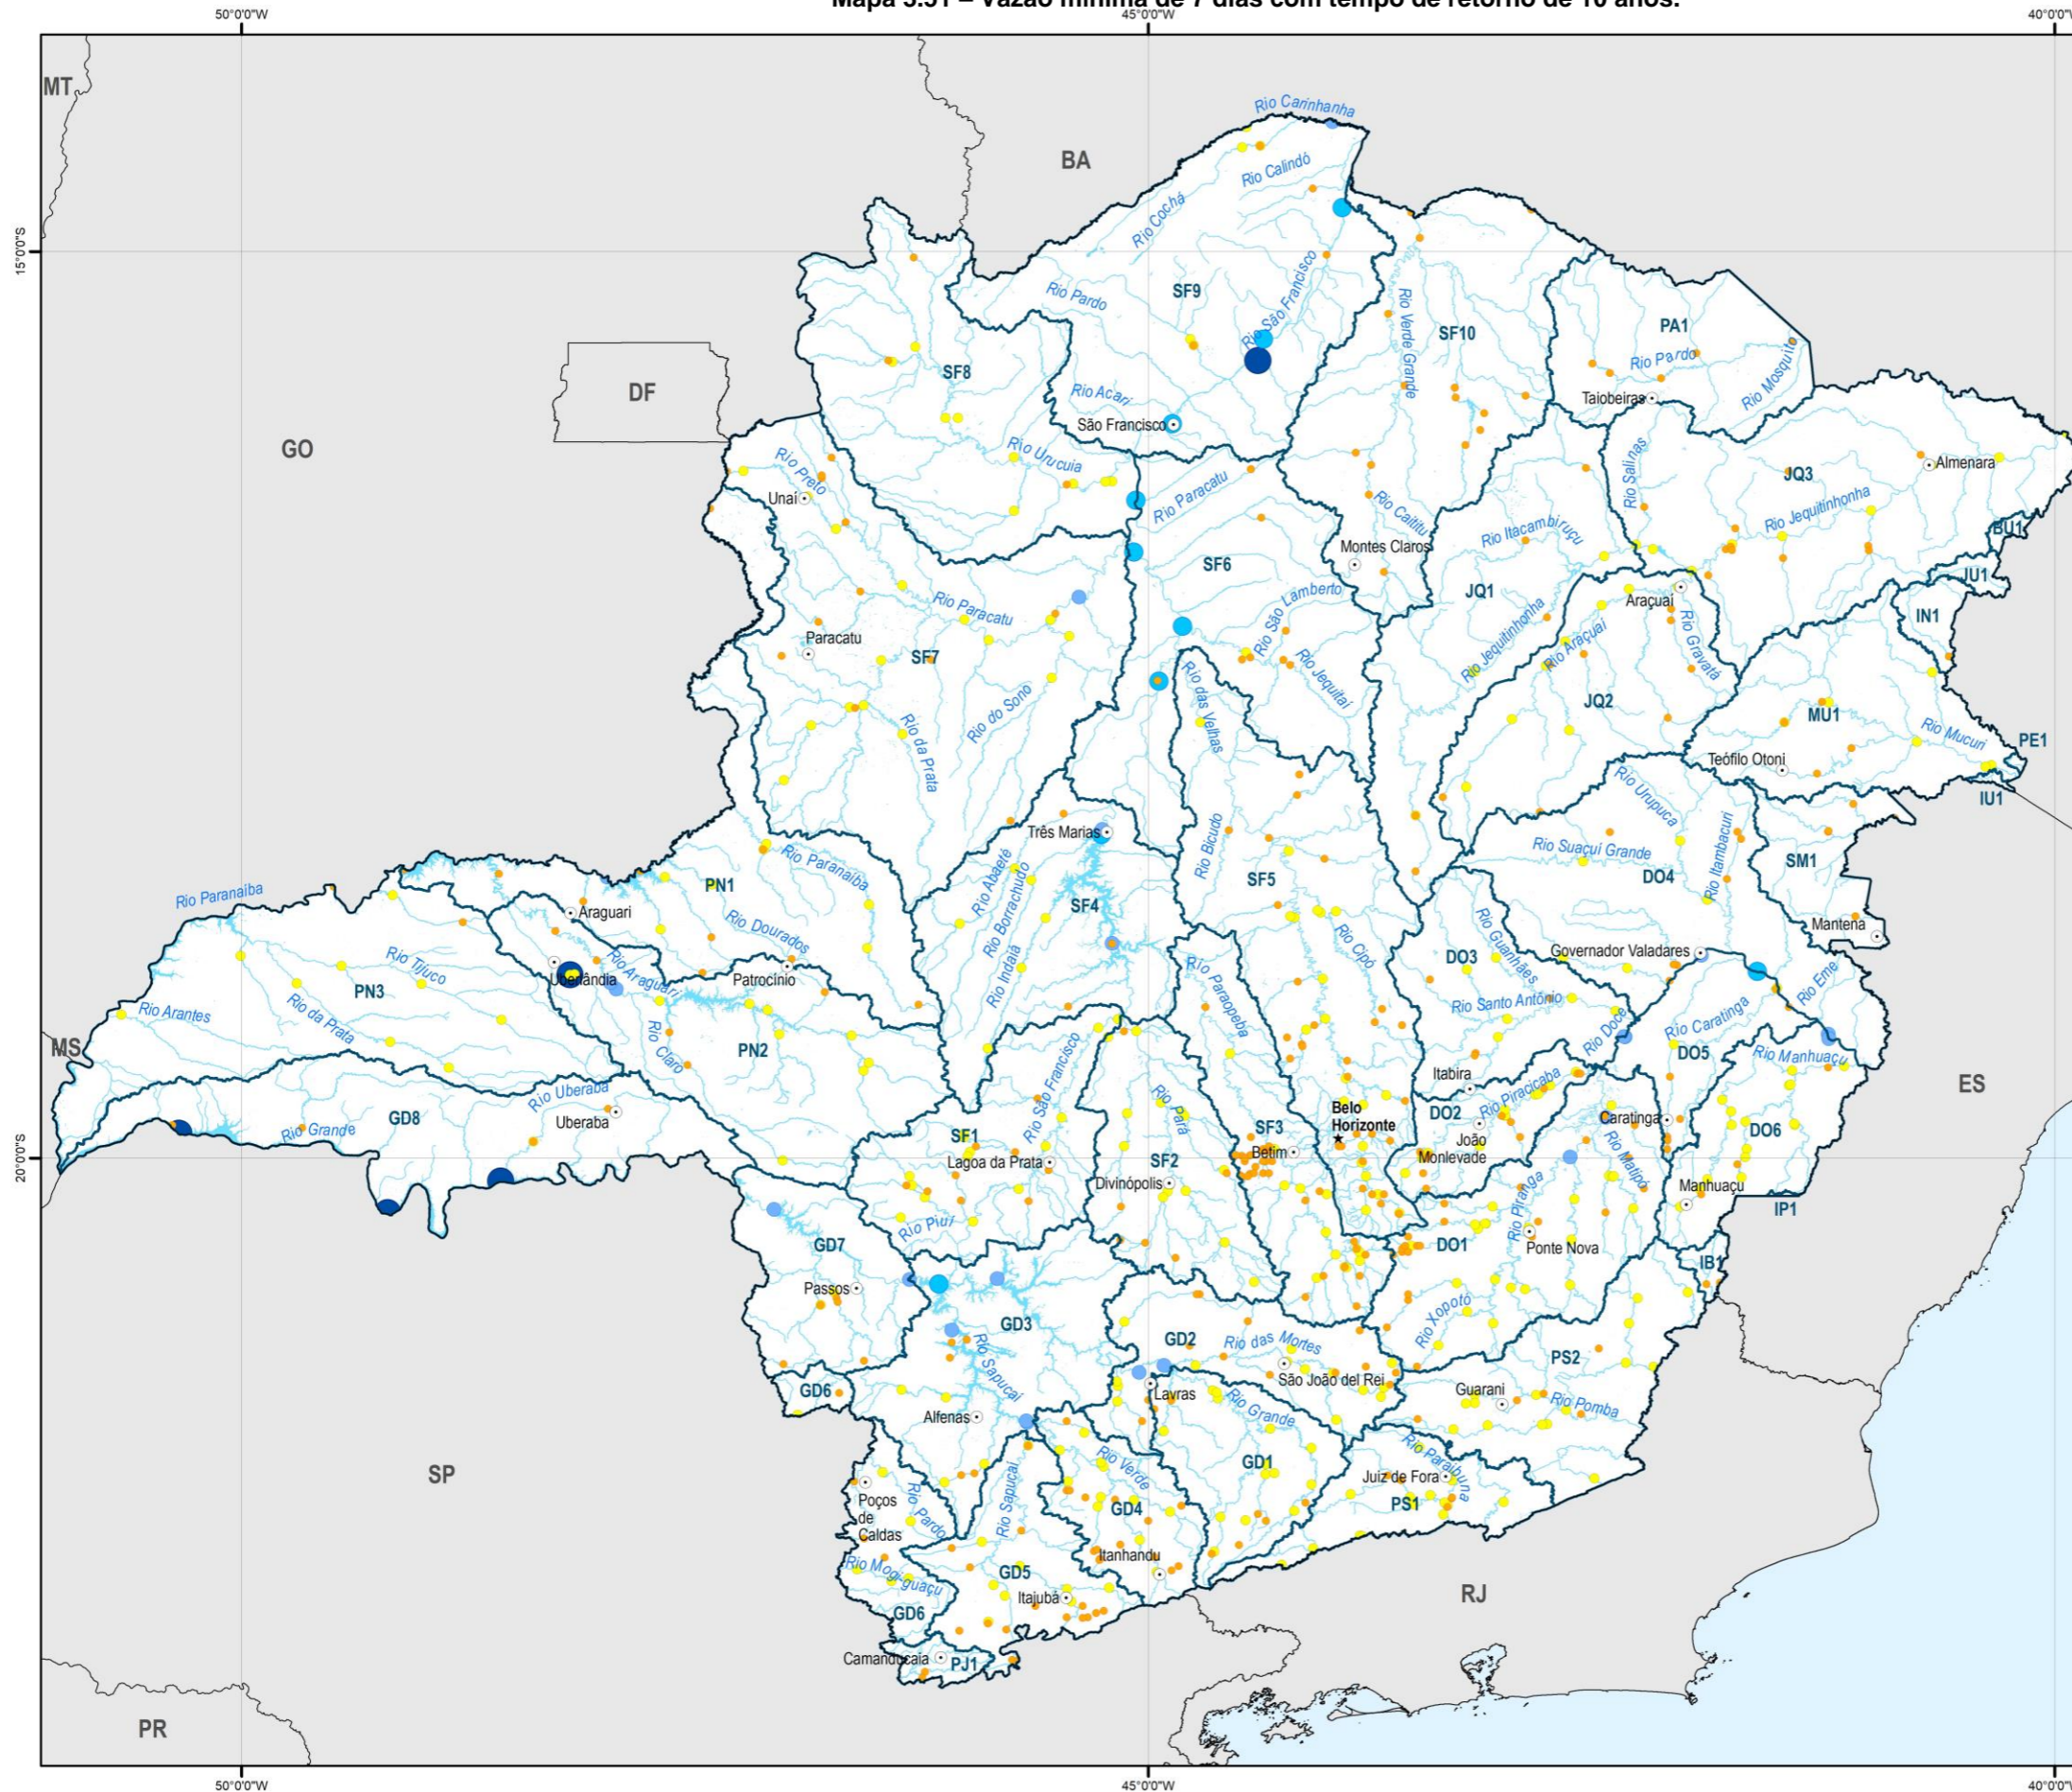 Mapa 5.51 – Vazão mínima de 7 dias com tempo de retorno de 10 anos.
50°0'0"W
45°0'0"W
40°0'0"W
MT
Rio Carinhanha
BA
Rio Calindó
Rio Cochá
15°0'0"S
Rio Pardo
SF9
Rio São Francisco
Rio Verde Grande
SF10
PA1
Rio Pardo
Rio Mosquito
SF8
DF
Rio Acari
Taiobeiras
São Francisco
GO
Rio Urucuia
Rio Preto
Unaí
Rio Paracatu
Rio Salinas
Almenara
JQ3
Rio Jequitinhonha
Rio Caititu
Rio Itacambiruçu
BU1
Montes Claros
SF6
JU1
JQ1
Araçuaí
Rio São Lamberto
Rio Paracatu
IN1
Paracatu
SF7
Rio Jequitinhonha
Rio Araçuaí
Rio Gravatá
Rio Jequitaí
Rio do Sono
Rio das Velhas
JQ2
MU1
Rio da Prata
Rio Mucuri
PE1
Teófilo Otoni
IU1
Rio Urupuca
Três Marias
Rio Bicudo
Rio Suaçuí Grande
Rio Itambacuri
SM1
Rio Paranaíba
PN1
Rio Abaeté
Rio Borrachudo
SF4
SF5
DO4
Rio Paranaíba
Araguari
Rio Dourados
Rio Cipó
Rio Guanhães
Mantena
Governador Valadares
DO3
Rio Tijuco
Uberlândia
Rio Araguari
Patrocínio
Rio Indaiá
Rio Paraopeba
Rio Eme
PN3
Rio da Prata
Rio Arantes
Rio Santo Antônio
Rio Caratinga
Rio Doce
MS
Rio Claro
PN2
Rio São Francisco
DO5
Rio Manhuaçu
Itabira
Rio Piracicaba
ES
Rio Uberaba
Uberaba
GD8
Rio Grande
Rio Pará
Belo
Horizonte
DO2
Caratinga
João
Monlevade
DO6
SF1
SF3
Lagoa da Prata
Betim
SF2
Rio Matipó
20°0'0"S
Divinópolis
Manhuaçu
IP1
Rio Piranga
Rio Piuí
GD7
DO1
Ponte Nova
IB1
Passos
GD3
Rio Xopotó
GD2
Rio das Mortes
PS2
Rio Sapucaí
São João del Rei
GD6
Lavras
Guarani
Rio Pomba
Rio Grande
Alfenas
Rio Paraibuna
Rio Verde
GD1
Juiz de Fora
SP
Rio Sapucaí
Poços
de
Caldas
Rio Pardo
GD4
PS1
Itanhandu
Rio Mogi-guaçu
GD5
Itajubá
RJ
GD6
Camanducaia
PJ1
PR
50°0'0"W
45°0'0"W
40°0'0"W